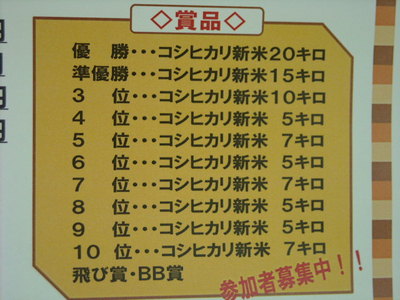 ◇賞品◇
優　勝・・・コシヒカリ新米20キロ
準優勝・・・コシヒカリ新米15キロ
3　位・・・コシヒカリ新米10キロ
4　位・・・コシヒカリ新米　5キロ
5　位・・・コシヒカリ新米　7キロ
6　位・・・コシヒカリ新米　5キロ
7　位・・・コシヒカリ新米　7キロ
8　位・・・コシヒカリ新米　5キロ
9　位・・・コシヒカリ新米　5キロ
10　位・・・コシヒカリ新米　7キロ
飛び賞・BB賞
参加者募集中！！